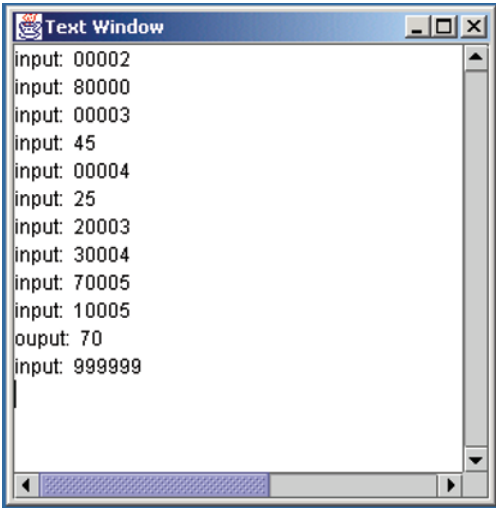 Text Window
input: 00002
input: 80000
input: 00003
input: 45
input: 00004
input: 25
input: 20003
input: 30004
input: 70005
input: 10005
ouput: 70
input: 999999